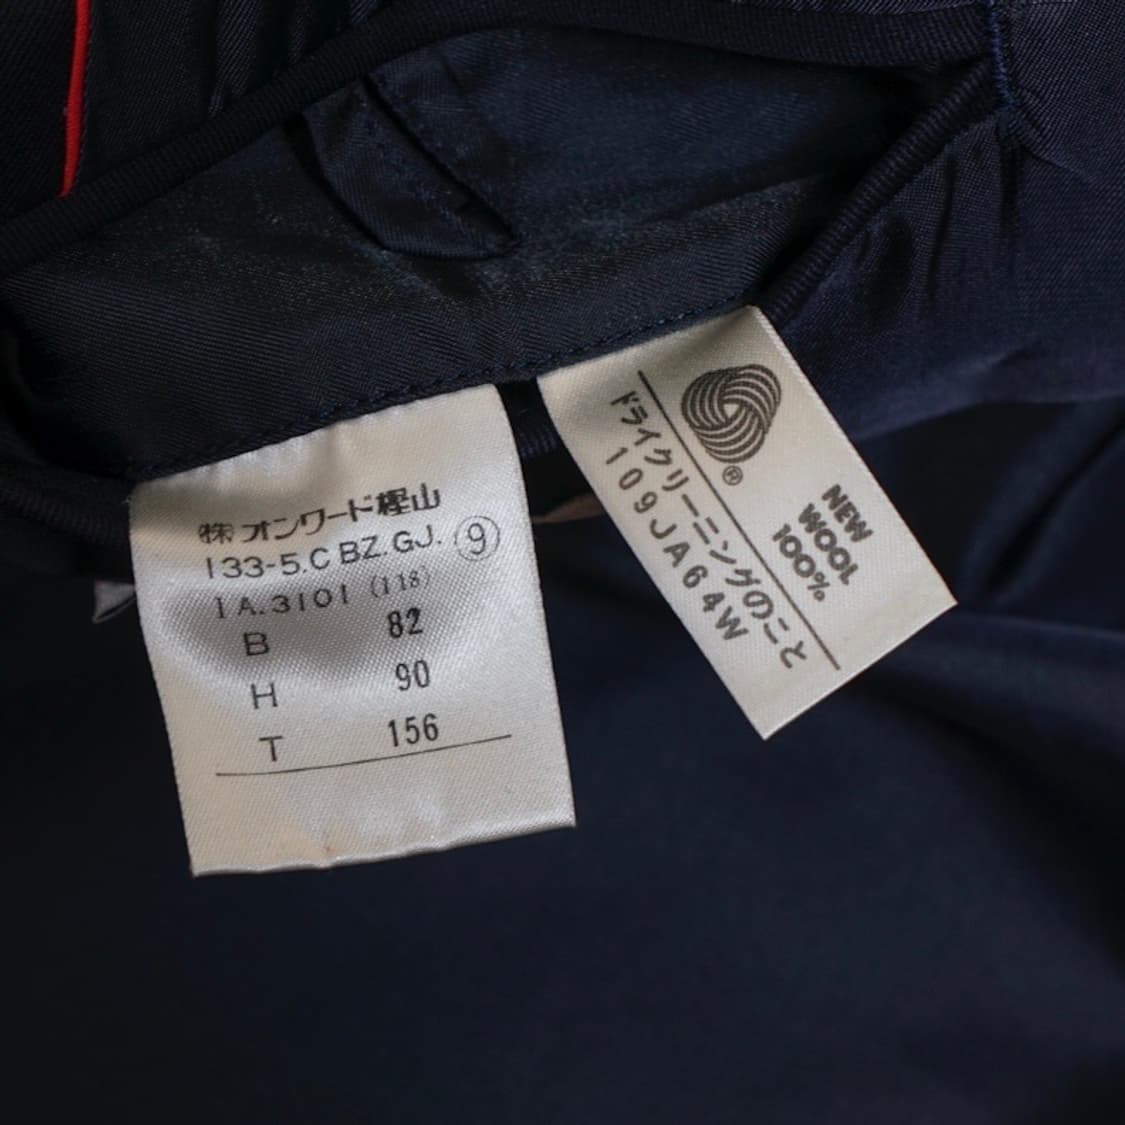 ㈱オンワード樫山
133-5.C BZ.GJ. ⑨
1A.3101 (118)
B 82
H 90
T 156
®
NEW
WOOL
100%
ドライクリーニングのこと
109JA64W